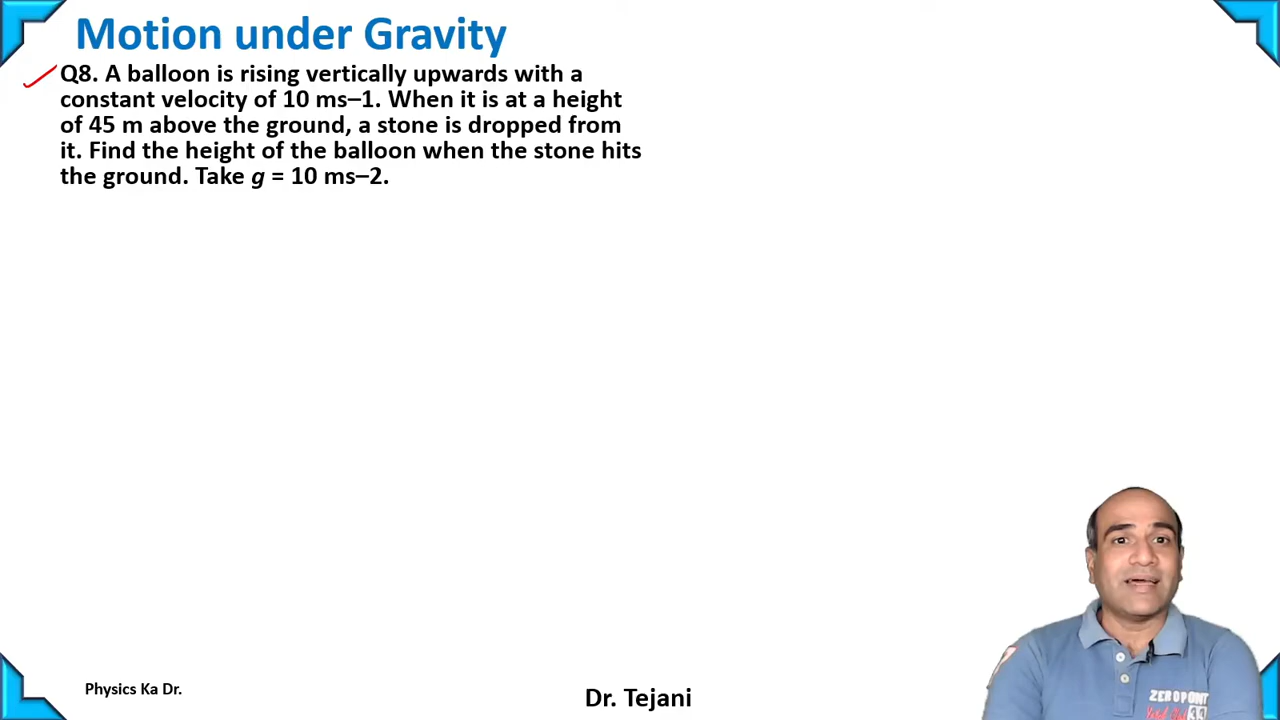 Motion under Gravity
Q8. A balloon is rising vertically upwards with a
constant velocity of 10 ms–1. When it is at a height
of 45 m above the ground, a stone is dropped from
it. Find the height of the balloon when the stone hits
the ground. Take g = 10 ms–2.
ZEROPONT
33
Physics Ka Dr.
Dr. Tejani